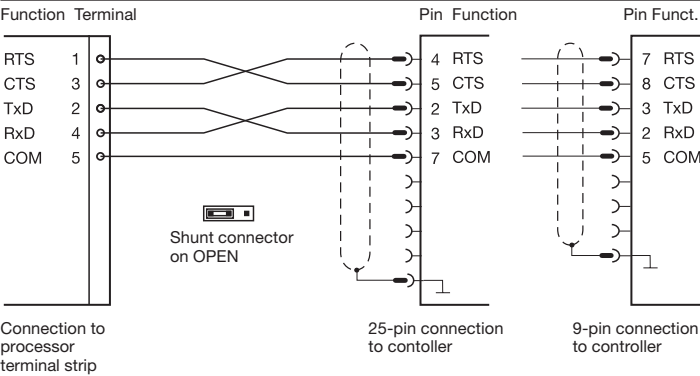 Function Terminal Pin Function Pin Funct.
RTS 1 4 RTS 7 RTS
CTS 3 5 CTS 8 CTS
TxD 2 2 TxD 3 TxD
RxD 4 3 RxD 2 RxD
COM 5 7 COM 5 COM
Shunt connector
on OPEN
Connection to
processor
terminal strip
25-pin connection
to contoller
9-pin connection
to controller